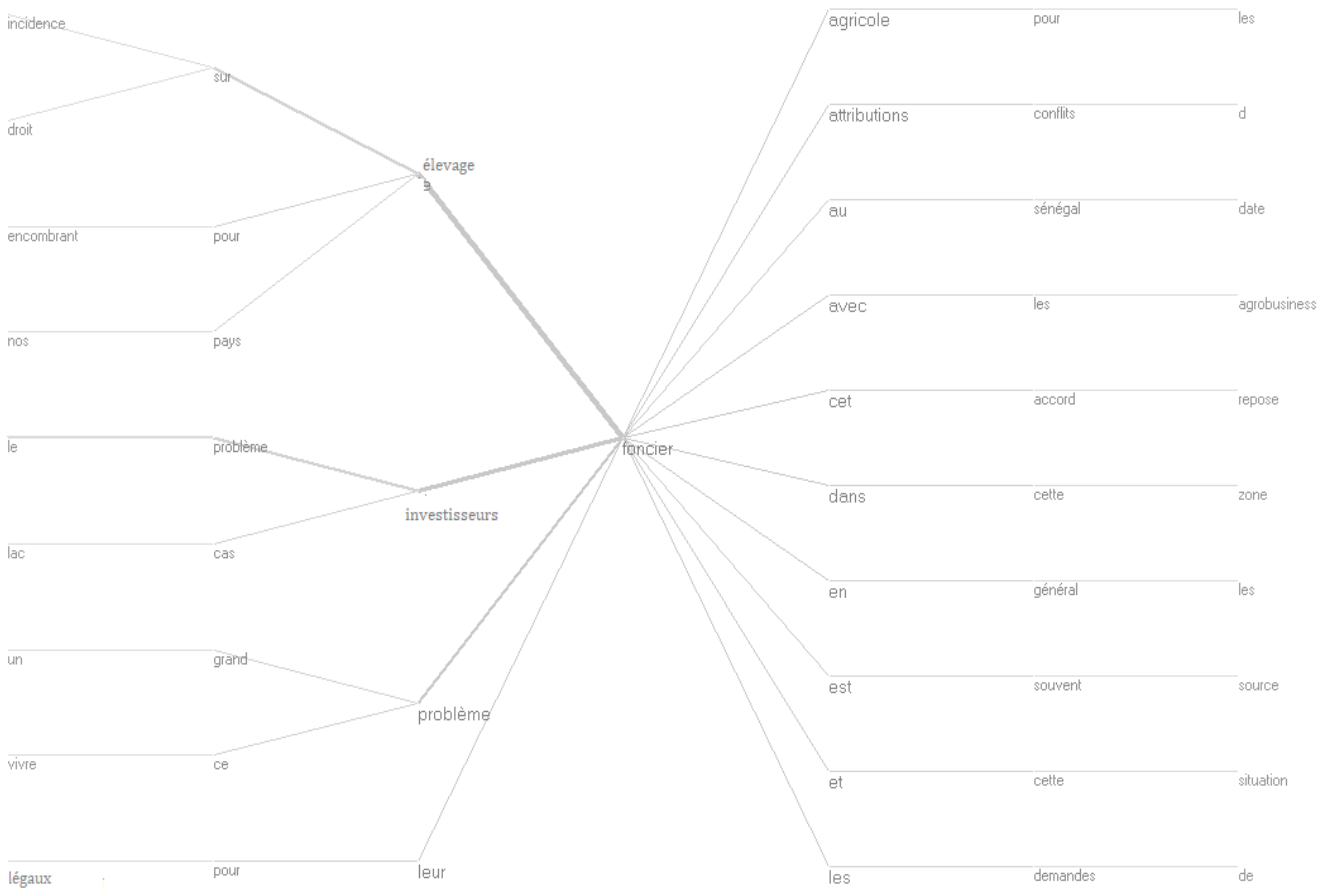 incidence
sur
droit
élevage
encombrant pour
nos pays
le problème
investisseurs
lac cas
un grand
problème
vivre ce
légaux pour leur
foncier
agricole pour les
attributions conflits d
au sénégal date
avec les agrobusiness
cet accord repose
dans cette zone
en général les
est souvent source
et cette situation
les demandes de